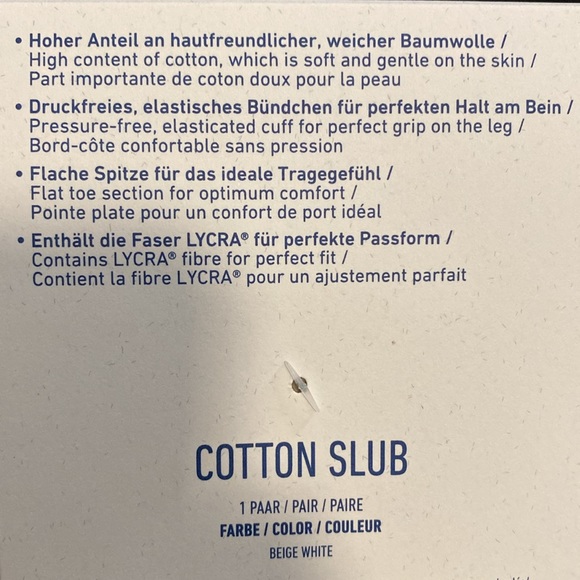 • Hoher Anteil an hautfreundlicher, weicher Baumwolle /
High content of cotton, which is soft and gentle on the skin /
Part importante de coton doux pour la peau
• Druckfreies, elastisches Bündchen für perfekten Halt am Bein /
Pressure-free, elasticated cuff for perfect grip on the leg /
Bord-côte confortable sans pression
• Flache Spitze für das ideale Tragegefühl /
Flat toe section for optimum comfort /
Pointe plate pour un confort de port idéal
• Enthält die Faser LYCRA® für perfekte Passform /
Contains LYCRA® fibre for perfect fit /
Contient la fibre LYCRA® pour un ajustement parfait
COTTON SLUB
1 PAAR / PAIR / PAIRE
FARBE / COLOR / COULEUR
BEIGE WHITE